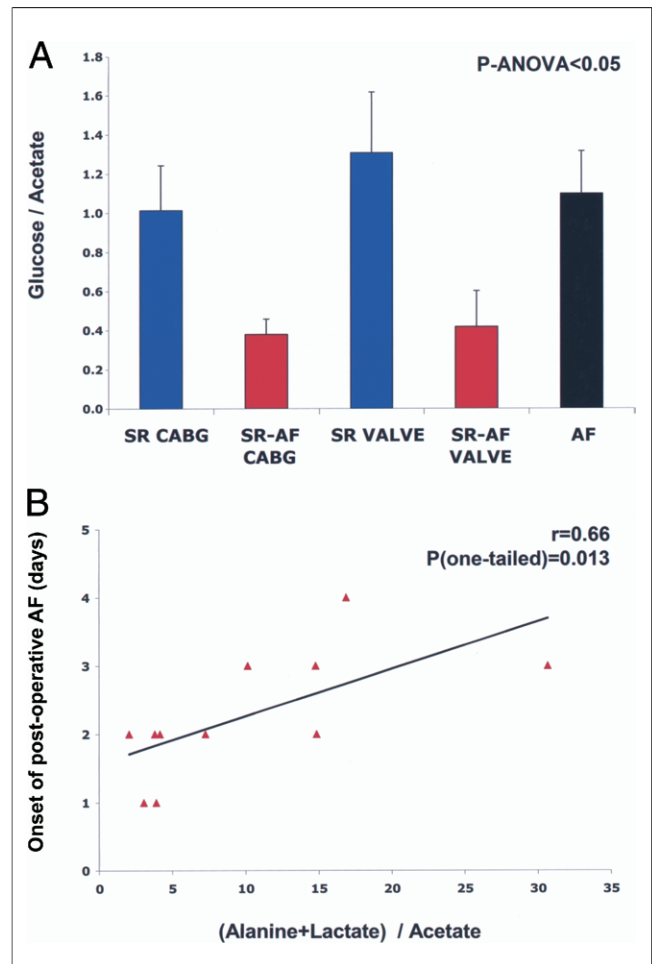 A
P-ANOVA<0.05
Glucose / Acetate
1.8
1.6
1.4
1.2
1.0
0.8
0.6
0.4
0.2
0.0
SR CABG
SR-AF
CABG
SR VALVE
SR-AF
VALVE
AF
B
r=0.66
P(one-tailed)=0.013
Onset of post-operative AF (days)
5
4
3
2
1
0
0 5 10 15 20 25 30 35
(Alanine+Lactate) / Acetate